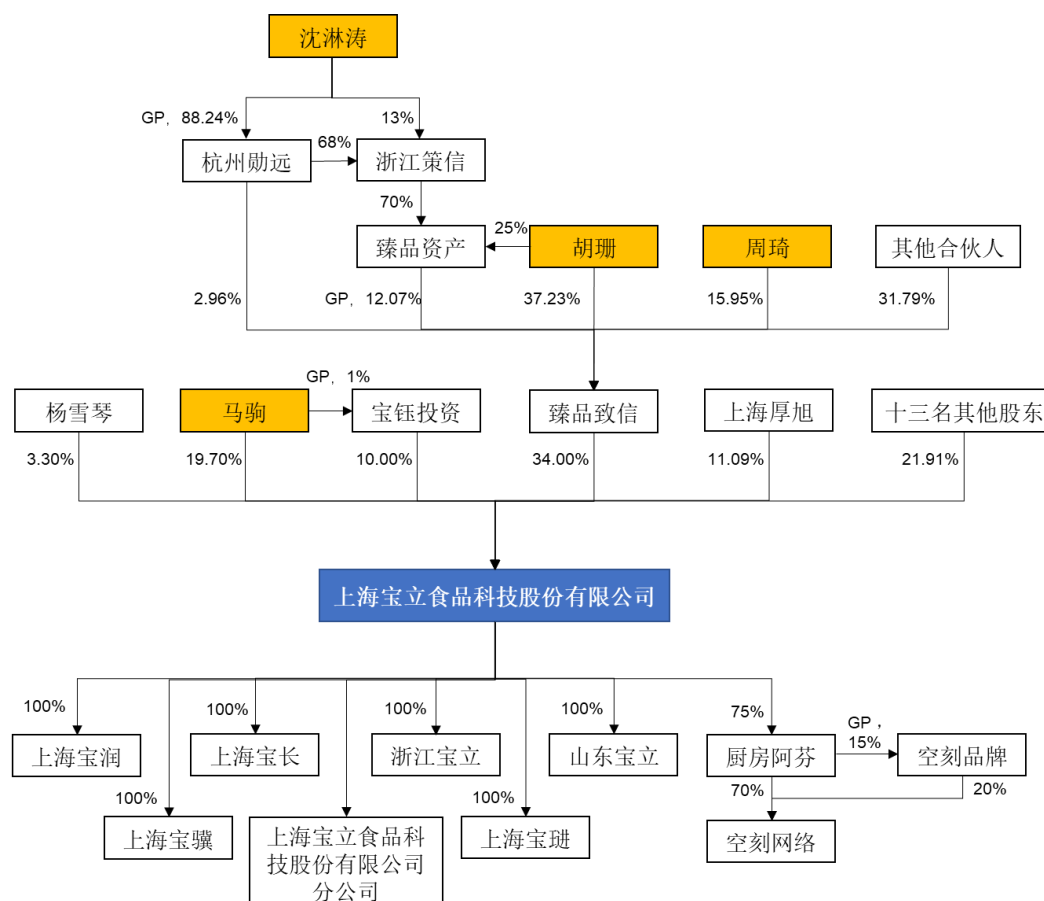 沈淋涛
GP，88.24%
13%
杭州勋远
68%
浙江策信
70%
臻品资产
25%
胡珊
周琦
其他合伙人
2.96%
GP，12.07%
37.23%
15.95%
31.79%
GP，1%
杨雪琴
马驹
宝钰投资
臻品致信
上海厚旭
十三名其他股东
3.30%
19.70%
10.00%
34.00%
11.09%
21.91%
上海宝立食品科技股份有限公司
100%
100%
100%
100%
75%
GP，
15%
上海宝润
上海宝长
浙江宝立
山东宝立
厨房阿芬
空刻品牌
100%
100%
70%
20%
上海宝骥
上海宝立食品科
技股份有限公司
分公司
上海宝琎
空刻网络